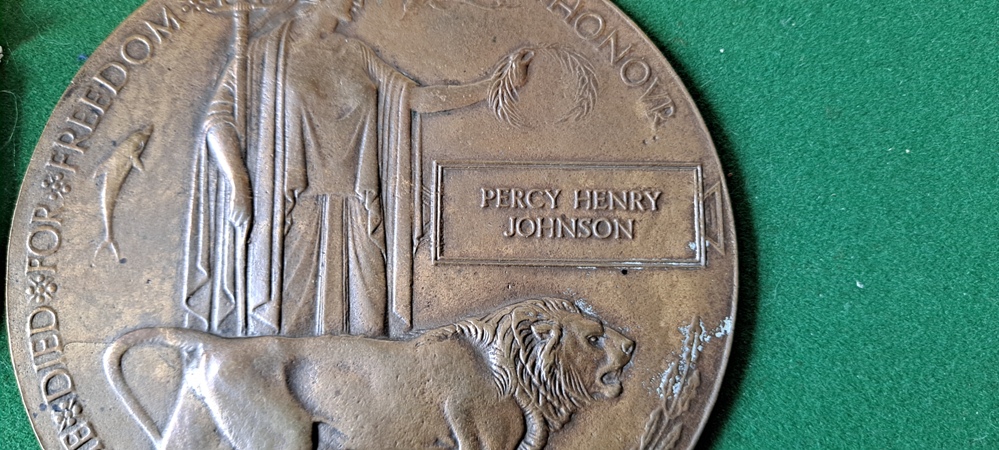 HE DIED FOR FREEDOM
HONOVR
PERCY HENRY
JOHNSON